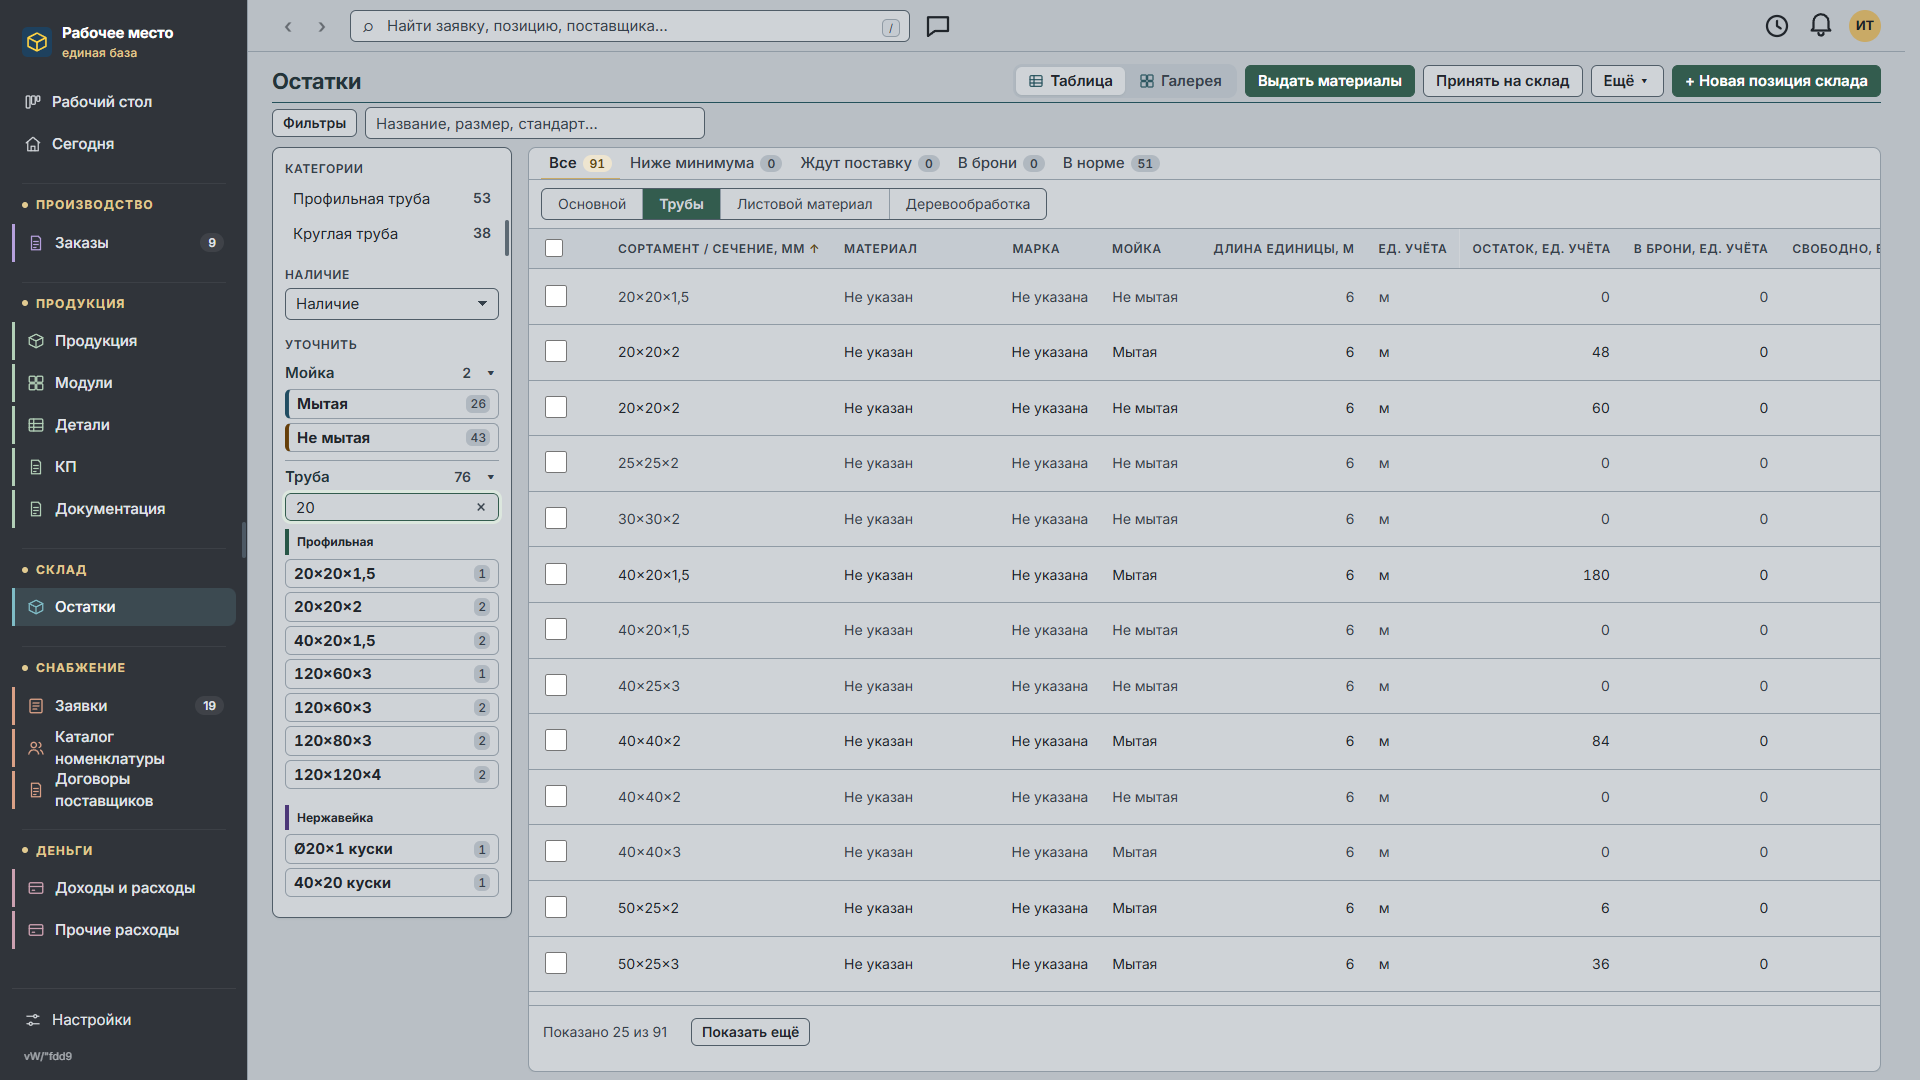 Рабочее место
единая база
Рабочий стол
Сегодня
ПРОИЗВОДСТВО
Заказы 9
ПРОДУКЦИЯ
Продукция
Модули
Детали
КП
Документация
СКЛАД
Остатки
СНАБЖЕНИЕ
Заявки 19
Каталог
номенклатуры
Договоры
поставщиков
ДЕНЬГИ
Доходы и расходы
Прочие расходы
Настройки
vW/"fdd9
Найти заявку, позицию, поставщика... /
ИТ
Остатки
Таблица Галерея Выдать материалы Принять на склад Ещё + Новая позиция склада
Фильтры Название, размер, стандарт...
КАТЕГОРИИ
Профильная труба 53
Круглая труба 38
НАЛИЧИЕ
Наличие
УТОЧНИТЬ
Мойка 2
Мытая 26
Не мытая 43
Труба 76
20 ×
Профильная
20×20×1,5 1
20×20×2 2
40×20×1,5 2
120×60×3 1
120×60×3 2
120×80×3 2
120×120×4 2
Нержавейка
Ø20×1 куски 1
40×20 куски 1
Все 91 Ниже минимума 0 Ждут поставку 0 В брони 0 В норме 51
Основной Трубы Листовой материал Деревообработка
СОРТАМЕНТ / СЕЧЕНИЕ, ММ ↑ МАТЕРИАЛ МАРКА МОЙКА ДЛИНА ЕДИНИЦЫ, М ЕД. УЧЁТА ОСТАТОК, ЕД. УЧЁТА В БРОНИ, ЕД. УЧЁТА СВОБОДНО, Е
20×20×1,5 Не указан Не указана Не мытая 6 м 0 0
20×20×2 Не указан Не указана Мытая 6 м 48 0
20×20×2 Не указан Не указана Не мытая 6 м 60 0
25×25×2 Не указан Не указана Не мытая 6 м 0 0
30×30×2 Не указан Не указана Не мытая 6 м 0 0
40×20×1,5 Не указан Не указана Мытая 6 м 180 0
40×20×1,5 Не указан Не указана Не мытая 6 м 0 0
40×25×3 Не указан Не указана Не мытая 6 м 0 0
40×40×2 Не указан Не указана Мытая 6 м 84 0
40×40×2 Не указан Не указана Не мытая 6 м 0 0
40×40×3 Не указан Не указана Мытая 6 м 0 0
50×25×2 Не указан Не указана Мытая 6 м 6 0
50×25×3 Не указан Не указана Мытая 6 м 36 0
Показано 25 из 91 Показать ещё